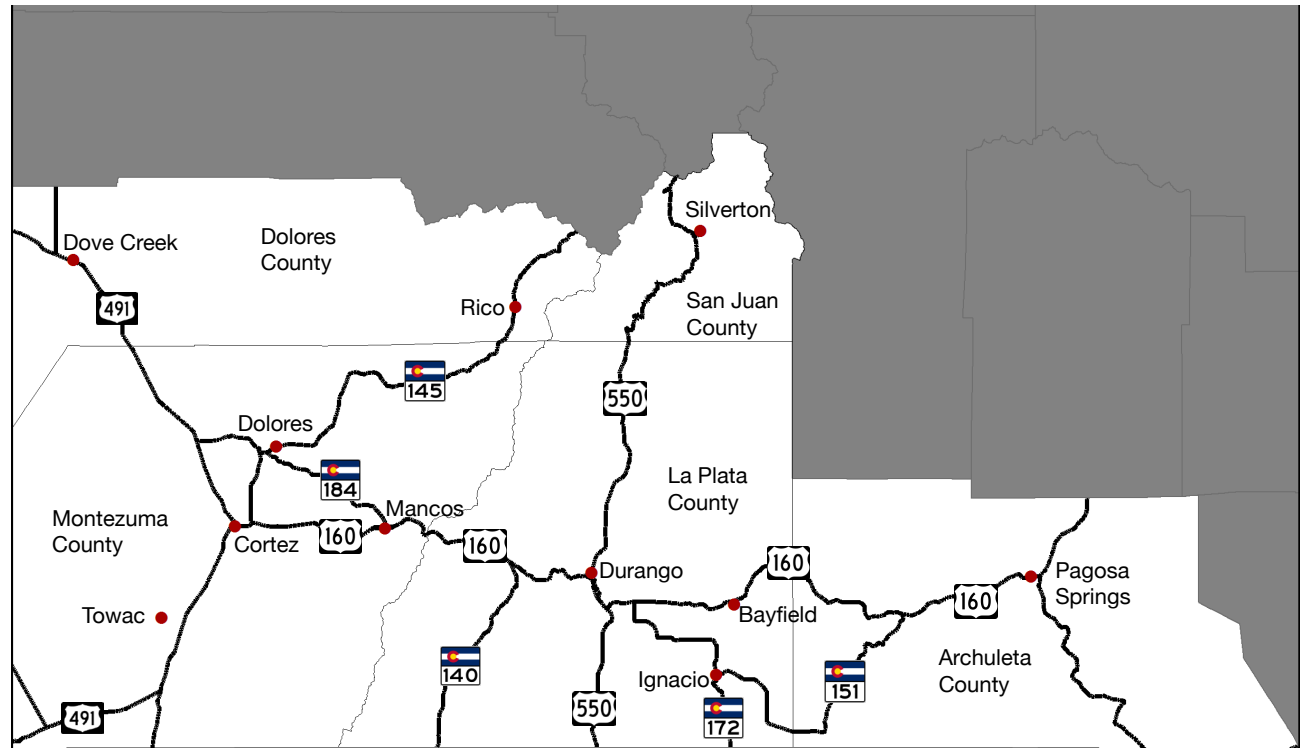 Silverton
Dove Creek
Dolores
County
491
Rico
San Juan
County
145
550
Dolores
184
La Plata
County
Mancos
Montezuma
County
Cortez
160
160
160
Durango
Pagosa
Springs
160
Towac
Bayfield
140
Ignacio
151
Archuleta
County
491
550
172